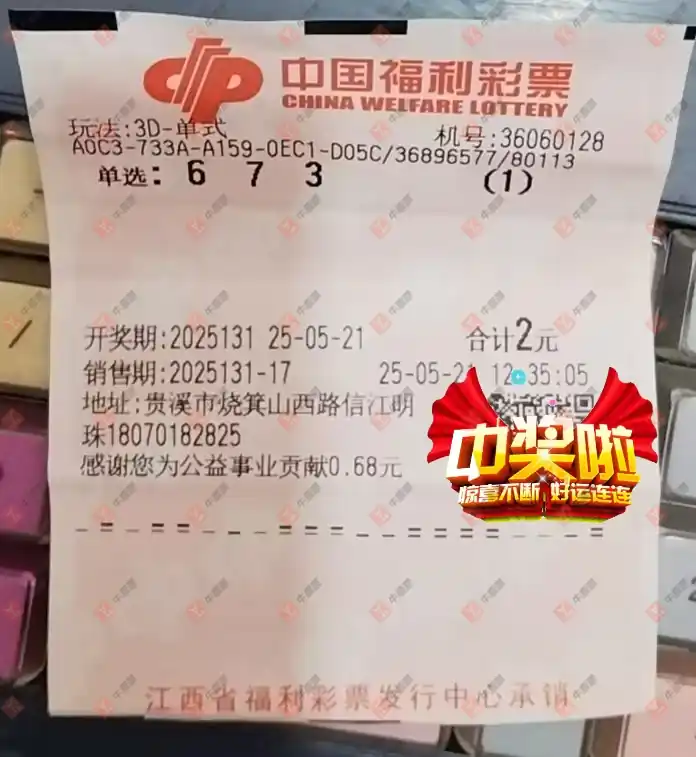 中国福利彩票
CHINA WELFARE LOTTERY
玩法:3D-单式 机号:36060128
A0C3-733A-A159-0EC1-D05C/36896577/80113
单选: 6 7 3 (1)
开奖期:2025131 25-05-21 合计2元
销售期:2025131-17 25-05-21 12:35:05
地址:贵溪市烧箕山西路信江明
珠18070182825
感谢您为公益事业贡献0.68元
中奖啦
惊喜不断 好运连连
江西省福利彩票发行中心承销